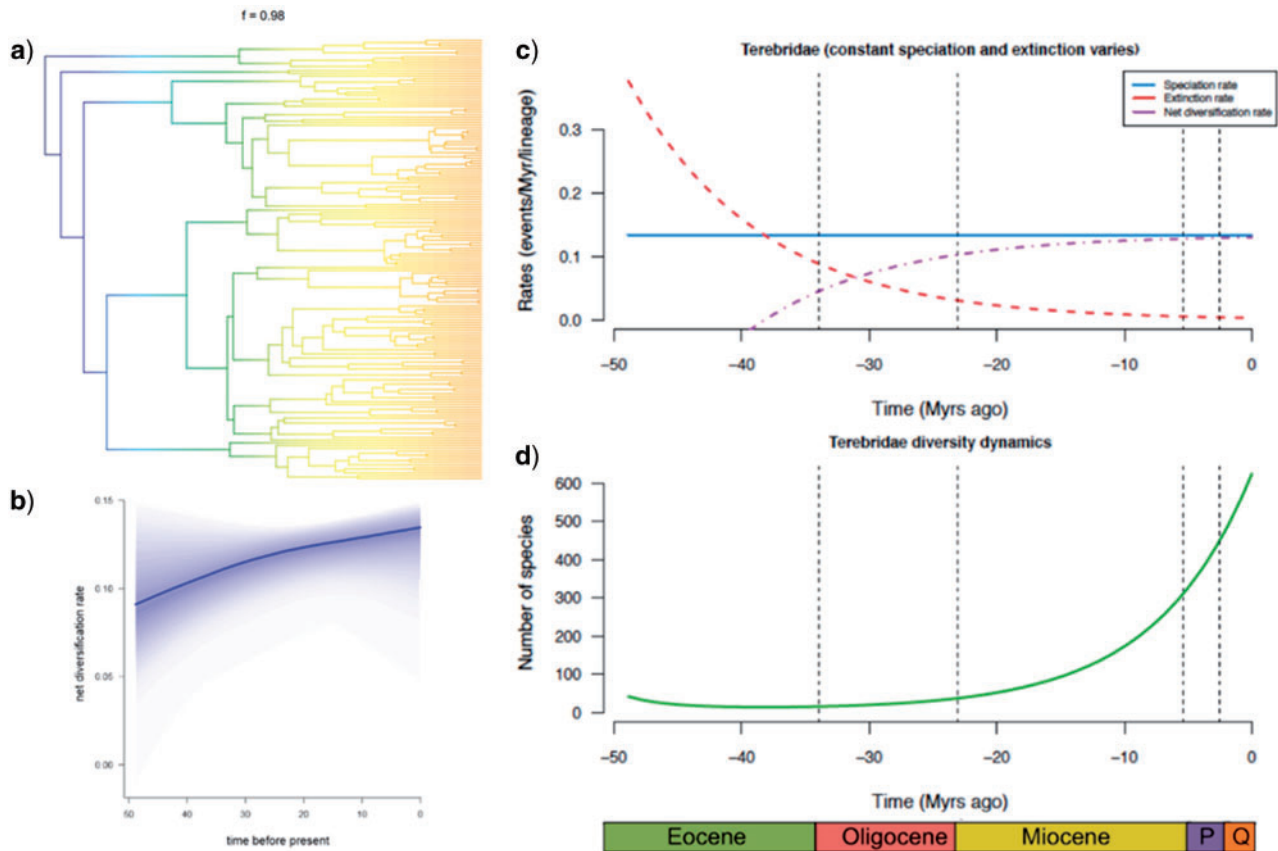 f = 0.98
a)
b)
0.15
0.10
0.05
0.00
net diversification rate
50 40 30 20 10 0
time before present
c)
Terebridae (constant speciation and extinction varies)
Speciation rate
Extinction rate
Net diversification rate
0.3
0.2
0.1
0.0
Rates (events/Myr/lineage)
−50 −40 −30 −20 −10 0
Time (Myrs ago)
d)
Terebridae diversity dynamics
600
500
400
300
200
100
0
Number of species
−50 −40 −30 −20 −10 0
Time (Myrs ago)
Eocene Oligocene Miocene P Q